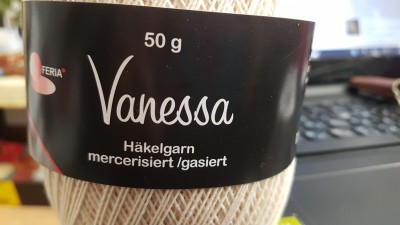 50 g
FERIA®
Vanessa
Häkelgarn
mercerisiert /gasiert